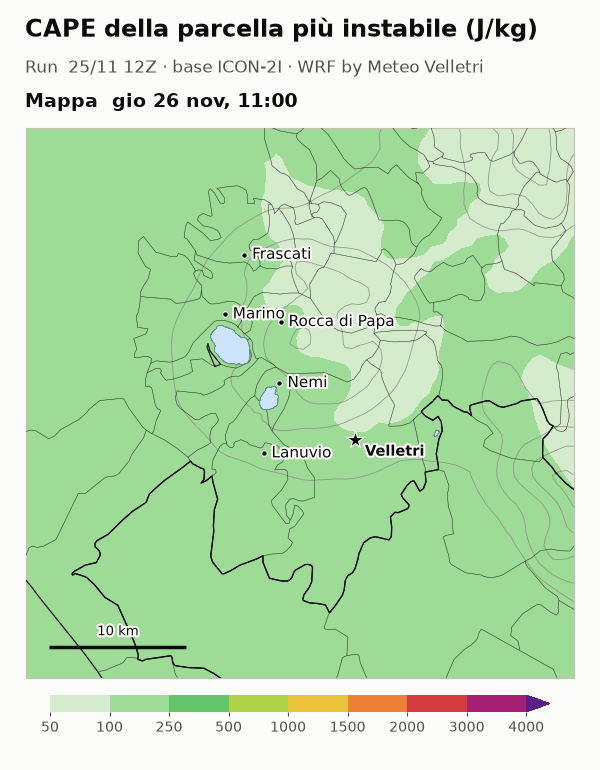 CAPE della parcella più instabile (J/kg)
Run  25/11 12Z · base ICON-2I · WRF by Meteo Velletri
Mappa  gio 26 nov, 11:00
Frascati
Marino
Rocca di Papa
Nemi
Velletri
Lanuvio
10 km
50 100 250 500 1000 1500 2000 3000 4000